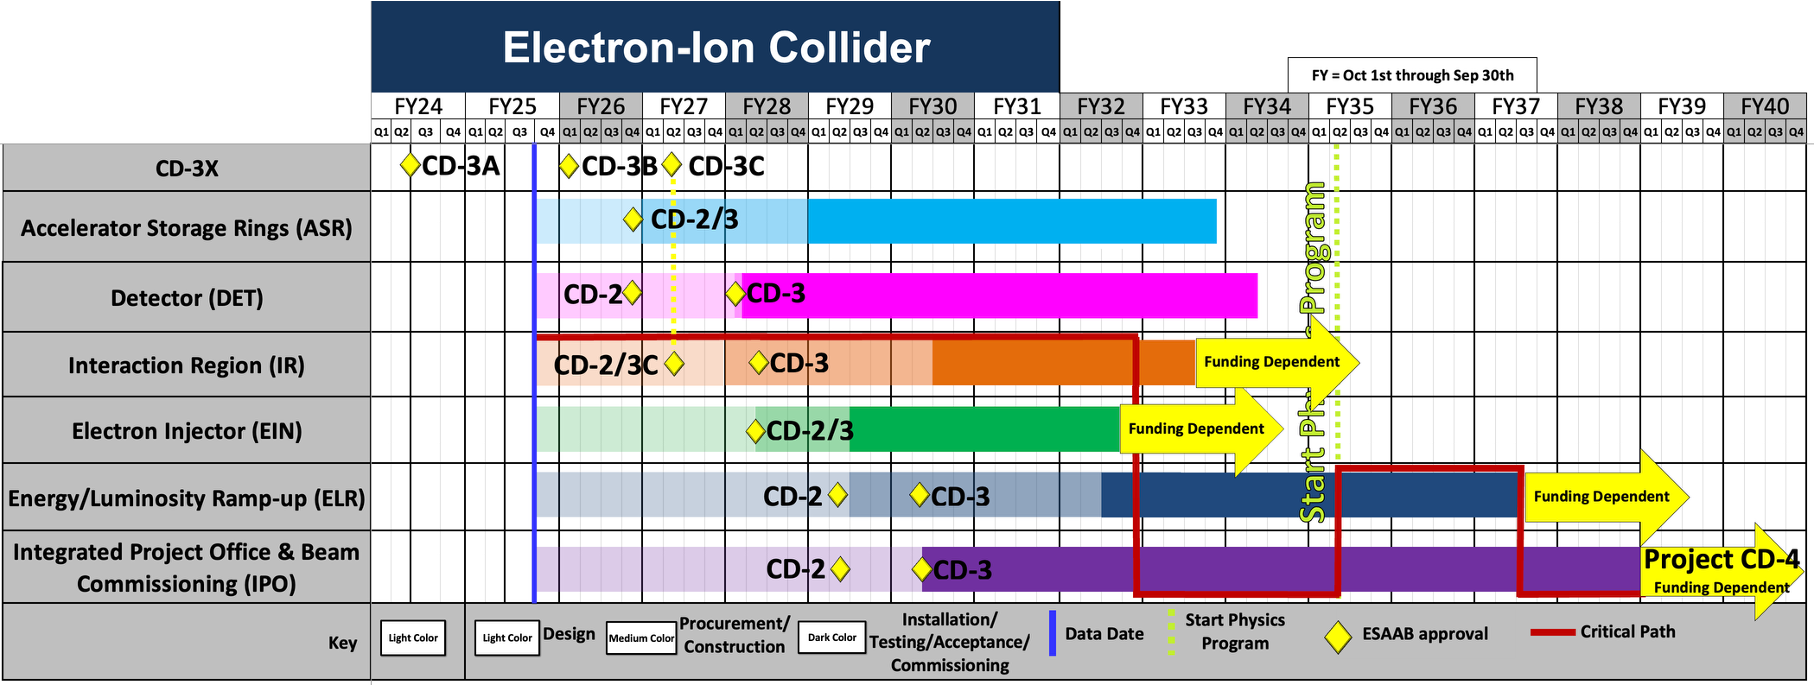 Electron-Ion Collider
FY = Oct 1st through Sep 30th
FY24 FY25 FY26 FY27 FY28 FY29 FY30 FY31 FY32 FY33 FY34 FY35 FY36 FY37 FY38 FY39 FY40
Q1 Q2 Q3 Q4 Q1 Q2 Q3 Q4 Q1 Q2 Q3 Q4 Q1 Q2 Q3 Q4 Q1 Q2 Q3 Q4 Q1 Q2 Q3 Q4 Q1 Q2 Q3 Q4 Q1 Q2 Q3 Q4 Q1 Q2 Q3 Q4 Q1 Q2 Q3 Q4 Q1 Q2 Q3 Q4 Q1 Q2 Q3 Q4 Q1 Q2 Q3 Q4 Q1 Q2 Q3 Q4 Q1 Q2 Q3 Q4 Q1 Q2 Q3 Q4 Q1 Q2 Q3 Q4
CD-3X CD-3A CD-3B CD-3C
Accelerator Storage Rings (ASR) CD-2/3
Start Physics Program
Detector (DET) CD-2 CD-3
Interaction Region (IR) CD-2/3C CD-3 Funding Dependent
Electron Injector (EIN) CD-2/3 Funding Dependent
Energy/Luminosity Ramp-up (ELR) CD-2 CD-3 Funding Dependent
Integrated Project Office & Beam
Commissioning (IPO) CD-2 CD-3 Project CD-4
Funding Dependent
Key
Light Color
Light Color Design
Medium Color Procurement/
Construction
Dark Color Installation/
Testing/Acceptance/
Commissioning
Data Date
Start Physics
Program
ESAAB approval
Critical Path